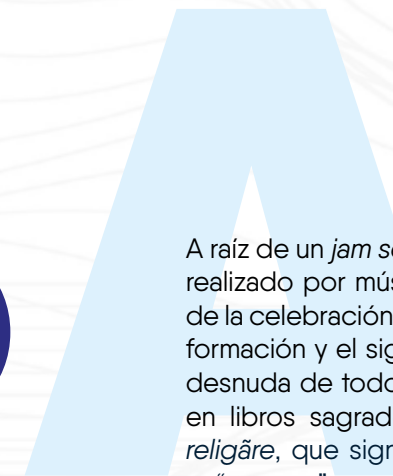 A
A raíz de un jam se
realizado por mús
de la celebración
formación y el sig
desnuda de todo
en libros sagrad
religãre, que sign